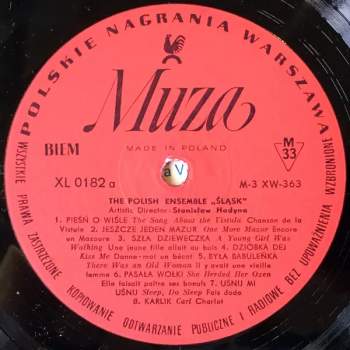 POLSKIE NAGRANIA WARSZAWA
Muza
MADE IN POLAND
BIEM
M
33
XL 0182 a
aV
M-3 XW-363
THE POLISH ENSEMBLE „ŚLĄSK"
Artistic Director: Stanisław Hadyna
1. PIEŚŃ O WIŚLE The Song About the Vistula Chanson de la
Vistule 2. JESZCZE JEDEN MAZUR One More Mazur Encore
un Mazoure 3. SZŁA DZIEWECZKA A Young Girl Was
Walking Une jeune fille allait au bois 4. DZIOBKA DEJ
Kiss Me Donne-moi un bécot 5. BYŁA BABULEŃKA
There Was an Old Woman Il y avait une vieille
femme 6. PASAŁA WOŁKI She Herded Her Oxen
Elle faisait paître ses boeufs 7. UŚNIJ MI
UŚNIJ Sleep, Do Sleep Fais dodo
8. KARLIK Carl Charlot
WSZYSTKIE PRAWA ZASTRZEŻONE KOPIOWANIE ODTWARZANIE PUBLICZNE I RADIOWE BEZ UPOWAŻNIENIA WZBRONIONE